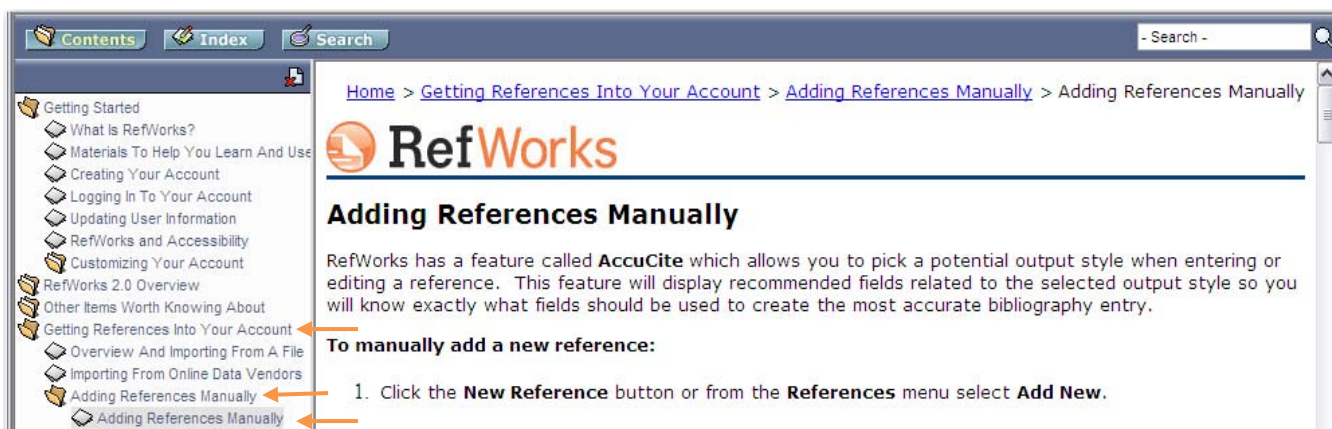 Contents Index Search - Search -
Getting Started
What Is RefWorks?
Materials To Help You Learn And Use
Creating Your Account
Logging In To Your Account
Updating User Information
RefWorks and Accessibility
Customizing Your Account
RefWorks 2.0 Overview
Other Items Worth Knowing About
Getting References Into Your Account
Overview And Importing From A File
Importing From Online Data Vendors
Adding References Manually
Adding References Manually
Home > Getting References Into Your Account > Adding References Manually > Adding References Manually
RefWorks
Adding References Manually
RefWorks has a feature called AccuCite which allows you to pick a potential output style when entering or
editing a reference. This feature will display recommended fields related to the selected output style so you
will know exactly what fields should be used to create the most accurate bibliography entry.
To manually add a new reference:
1. Click the New Reference button or from the References menu select Add New.